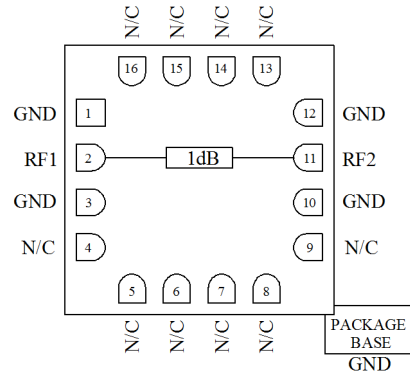 N/C N/C N/C N/C
16 15 14 13
GND 1 12 GND
RF1 2 1dB 11 RF2
GND 3 10 GND
N/C 4 9 N/C
5 6 7 8
N/C N/C N/C N/C
PACKAGE
BASE
GND